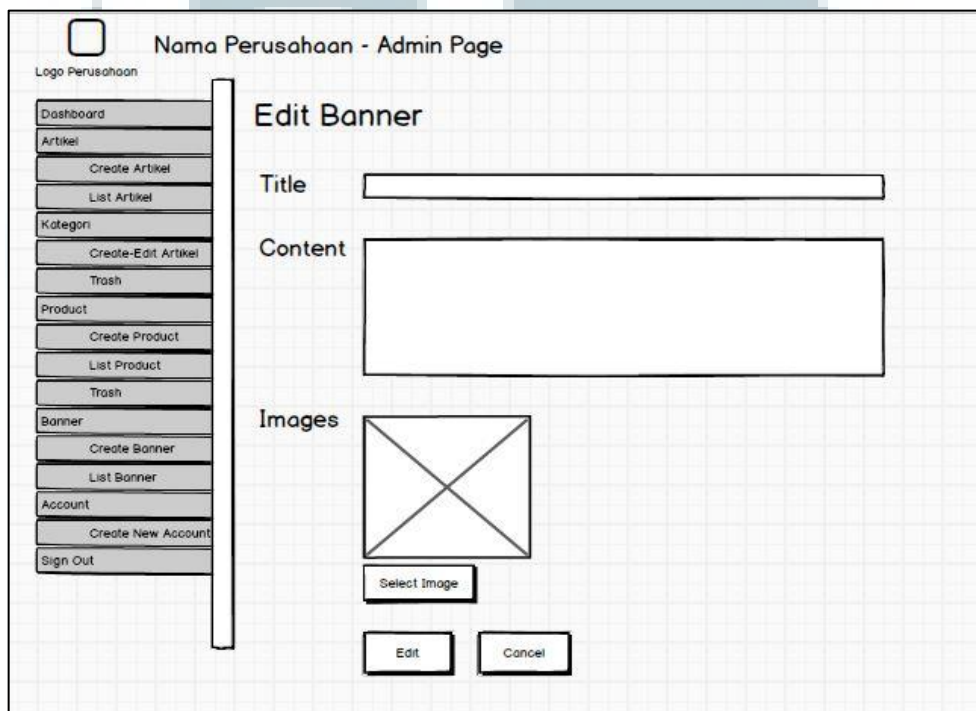 Nama Perusahaan - Admin Page
Logo Perusahaan
Dashboard
Artikel
Create Artikel
List Artikel
Kategori
Create-Edit Artikel
Trash
Product
Create Product
List Product
Trash
Banner
Create Banner
List Banner
Account
Create New Account
Sign Out
Edit Banner
Title
Content
Images
Select Image
Edit
Cancel